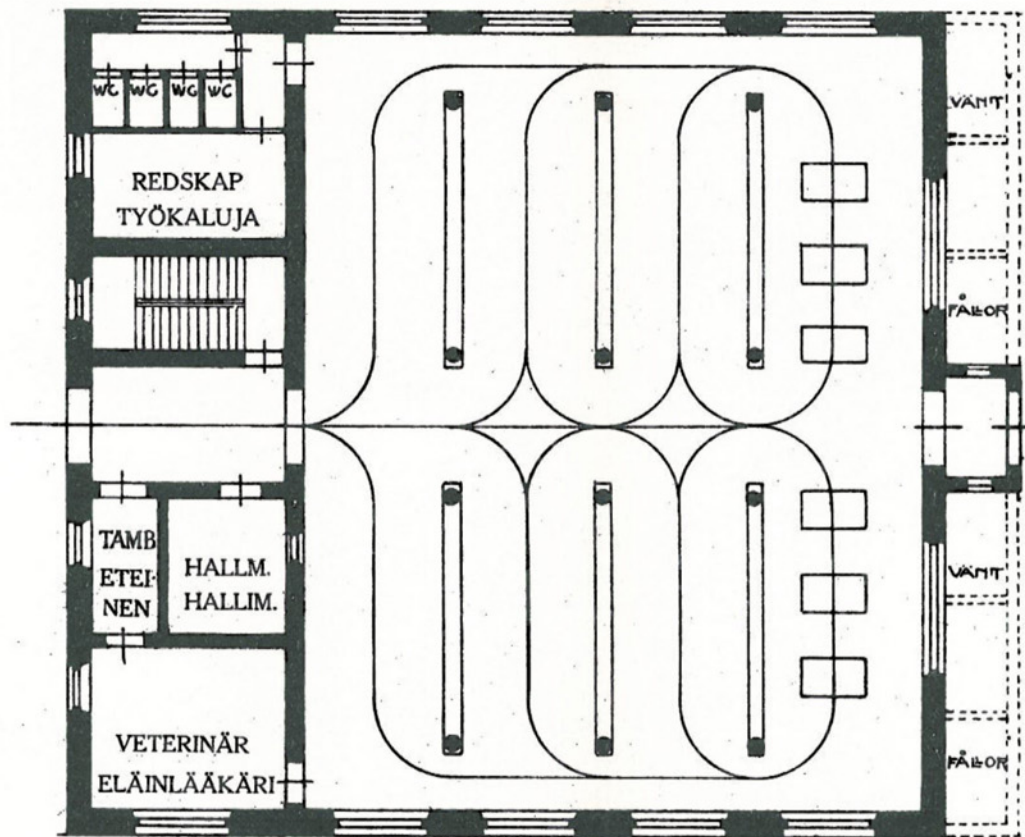 WC WC WC WC
REDSKAP
TYÖKALUJA
TAMB.
ETEI-
NEN
HALLM.
HALLIM.
VETERINÄR
ELÄINLÄÄKÄRI
VÄNT
FÅLLOR
VÄNT
FÅLLOR